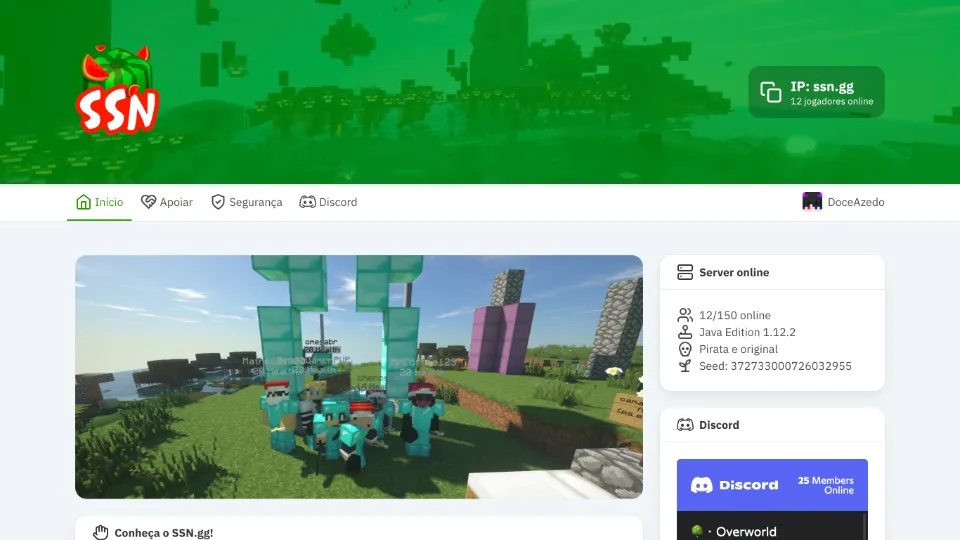 SSN
IP: ssn.gg
12 jogadores online
Início
Apoiar
Segurança
Discord
DoceAzedo
Server online
12/150 online
Java Edition 1.12.2
Pirata e original
Seed: 372733000726032955
omegabr
Discord
Discord
25 Members
Online
· Overworld
Conheça o SSN.gg!